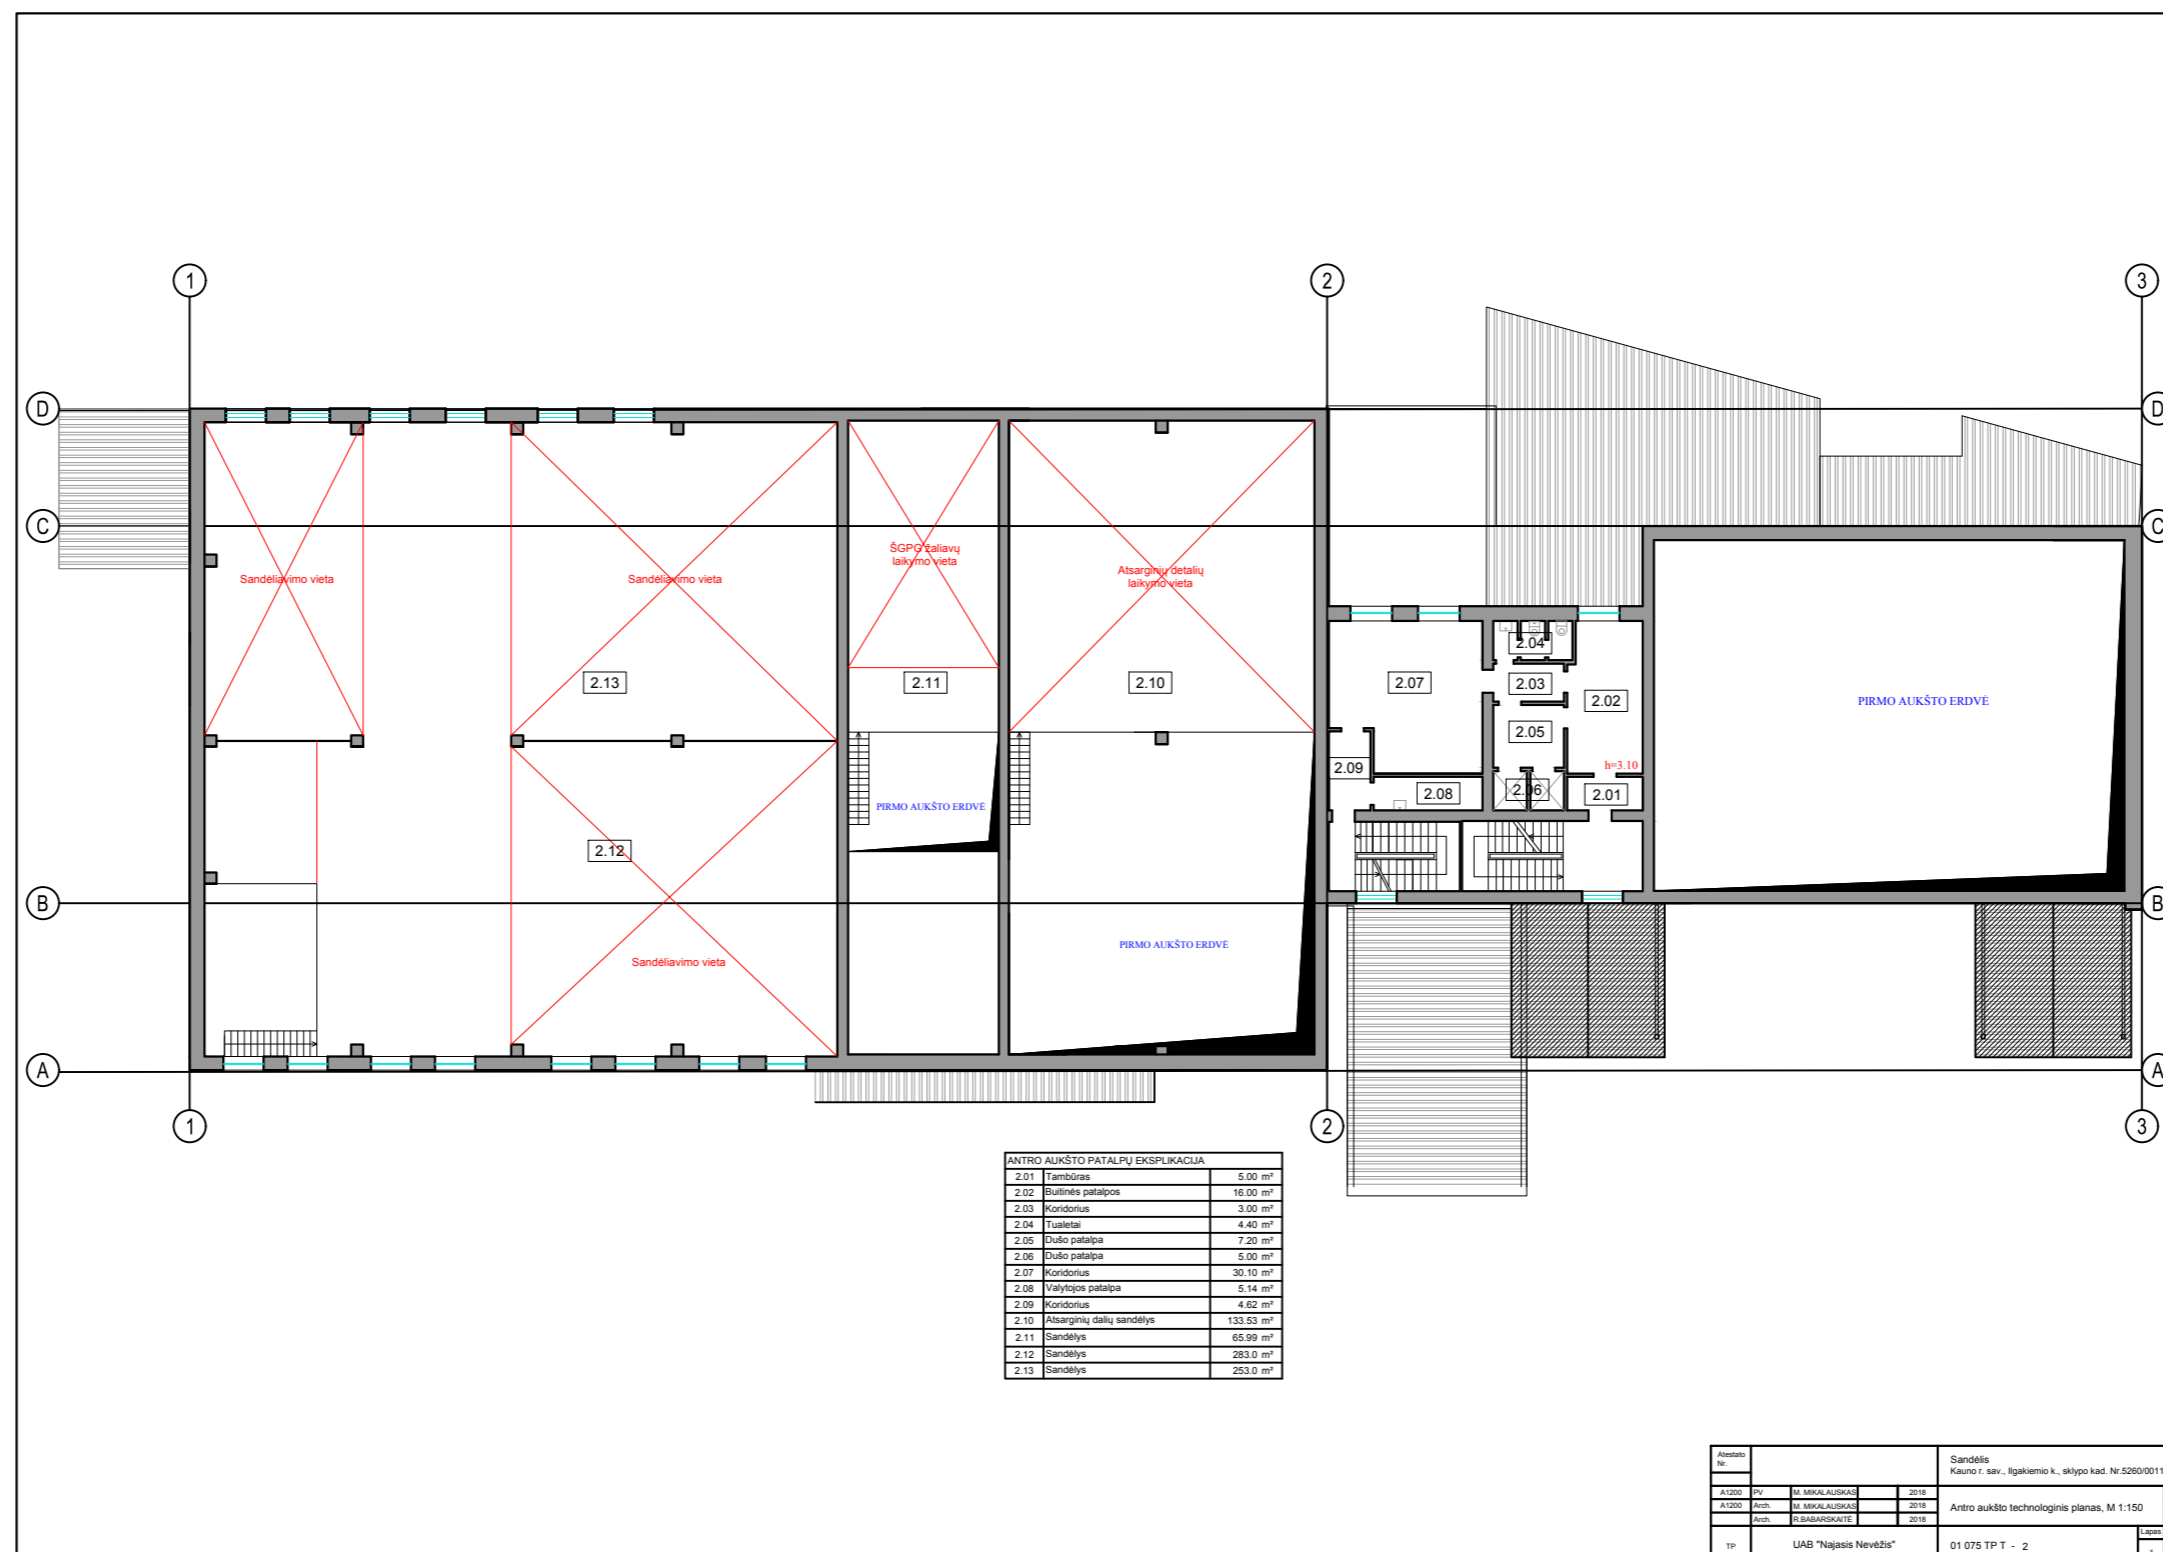 1
2
3
D
D
C
C
ŠGPG žaliavų
laikymo vieta
Atsarginių detalių
laikymo vieta
Sandėliavimo vieta
Sandėliavimo vieta
2.04
2.13
2.11
2.10
2.07
2.03
2.02
PIRMO AUKŠTO ERDVĖ
2.05
h=3.10
2.09
2.08
2.06
2.01
PIRMO AUKŠTO ERDVĖ
2.12
B
B
PIRMO AUKŠTO ERDVĖ
Sandėliavimo vieta
A
A
1
2
3
ANTRO AUKŠTO PATALPŲ EKSPLIKACIJA
2.01 Tambūras 5.00 m²
2.02 Buitinės patalpos 16.00 m²
2.03 Koridorius 3.00 m²
2.04 Tualetai 4.40 m²
2.05 Dušo patalpa 7.20 m²
2.06 Dušo patalpa 5.00 m²
2.07 Koridorius 30.10 m²
2.08 Valytojos patalpa 5.14 m²
2.09 Koridorius 4.62 m²
2.10 Atsarginių dalių sandėlys 133.53 m²
2.11 Sandėlys 65.99 m²
2.12 Sandėlys 283.0 m²
2.13 Sandėlys 253.0 m²
Atestato
Nr.
Sandėlis
Kauno r. sav., Ilgakiemio k., sklypo kad. Nr.5260/0011
A1200 PV M. MIKALAUSKAS 2018
A1200 Arch. M. MIKALAUSKAS 2018
Arch. R.BABARSKAITĖ 2018
Antro aukšto technologinis planas, M 1:150
TP UAB "Najasis Nevėžis" 01 075 TP T - 2
Lapas